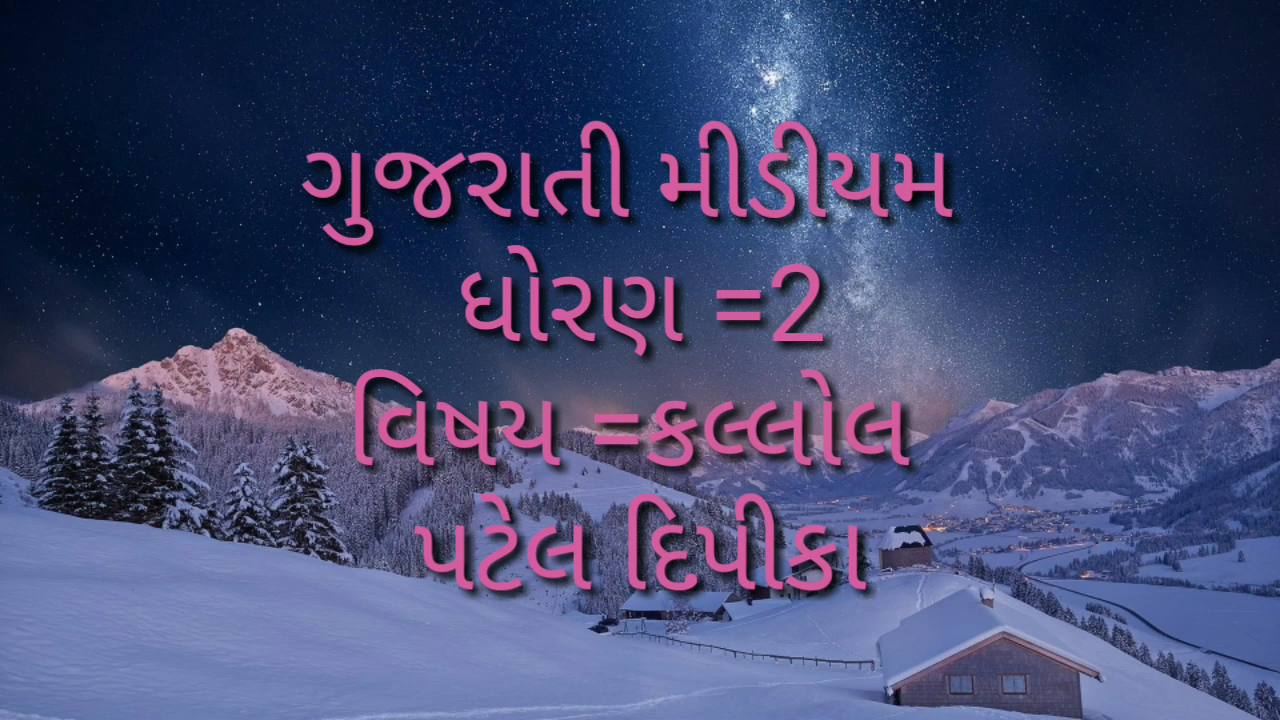 ગુજરાતી મીડીયમ
ધોરણ =2
વિષય =કલ્લોલ
પટેલ દિપીકા